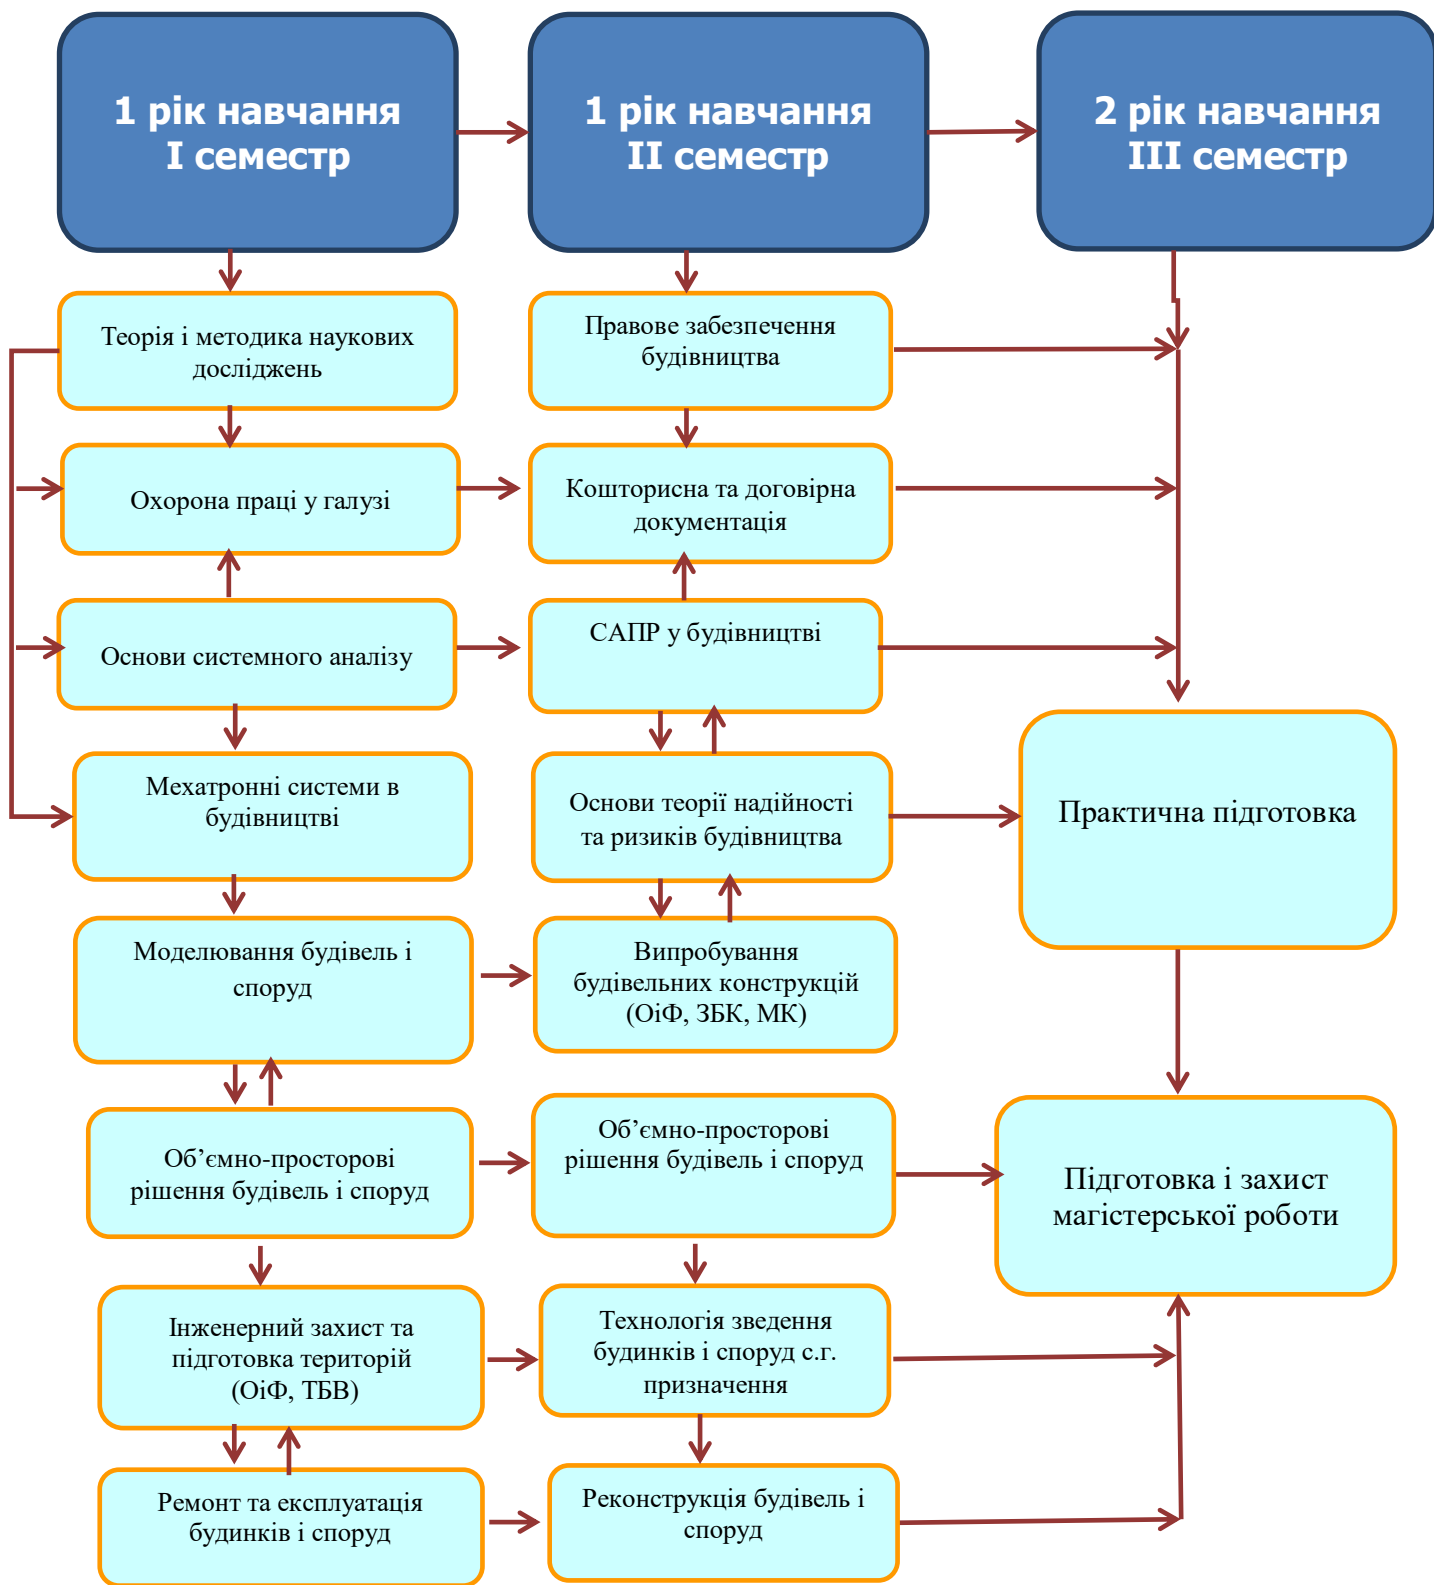 1 рік навчання
І семестр
1 рік навчання
ІІ семестр
2 рік навчання
ІІІ семестр
Теорія і методика наукових
досліджень
Охорона праці у галузі
Основи системного аналізу
Мехатронні системи в
будівництві
Моделювання будівель і
споруд
Об’ємно-просторові
рішення будівель і споруд
Інженерний захист та
підготовка територій
(ОіФ, ТБВ)
Ремонт та експлуатація
будинків і споруд
Правове забезпечення
будівництва
Кошторисна та договірна
документація
САПР у будівництві
Основи теорії надійності
та ризиків будівництва
Випробування
будівельних конструкцій
(ОіФ, ЗБК, МК)
Об’ємно-просторові
рішення будівель і споруд
Технологія зведення
будинків і споруд с.г.
призначення
Реконструкція будівель і
споруд
Практична підготовка
Підготовка і захист
магістерської роботи